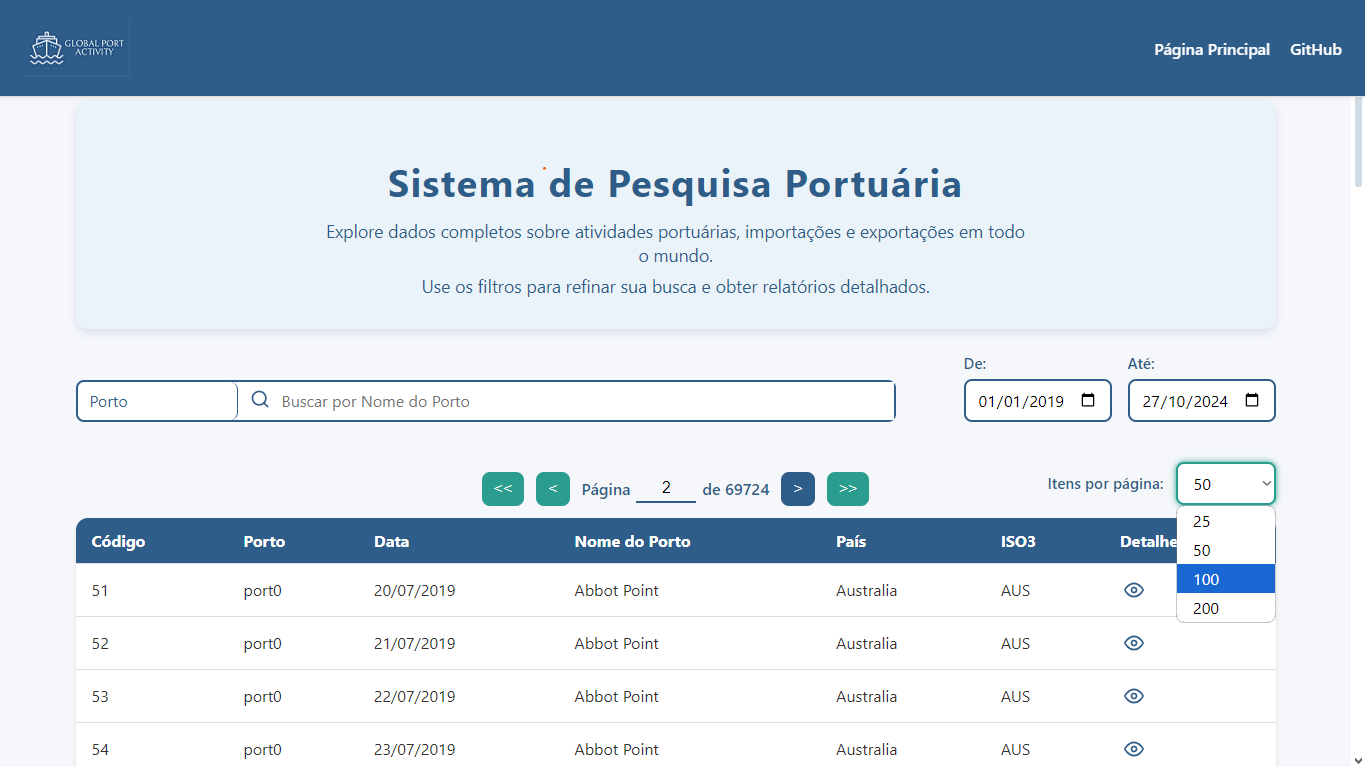 GLOBAL PORT
ACTIVITY
Página Principal GitHub
Sistema de Pesquisa Portuária
Explore dados completos sobre atividades portuárias, importações e exportações em todo
o mundo.
Use os filtros para refinar sua busca e obter relatórios detalhados.
De: Até:
Porto Buscar por Nome do Porto 01/01/2019 27/10/2024
<< < Página 2 de 69724 > >> Itens por página: 50
25
50
100
200
Código Porto Data Nome do Porto País ISO3 Detalhe
51 port0 20/07/2019 Abbot Point Australia AUS
52 port0 21/07/2019 Abbot Point Australia AUS
53 port0 22/07/2019 Abbot Point Australia AUS
54 port0 23/07/2019 Abbot Point Australia AUS